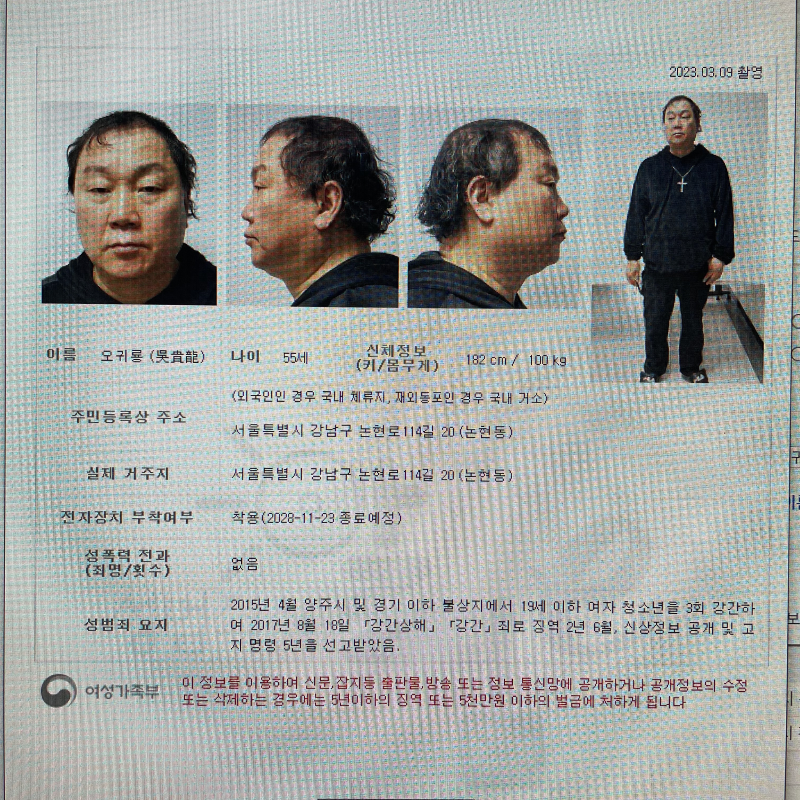 2023.03.09 촬영
이름 오귀룡 (吳貴龍) 나이 55세 신체정보 (키/몸무게) 182 cm / 100 kg
(외국인인 경우 국내 체류지, 재외동포인 경우 국내 거소)
주민등록상 주소
서울특별시 강남구 논현로114길 20 (논현동)
실제 거주지 서울특별시 강남구 논현로114길 20 (논현동)
전자장치 부착여부 착용(2028-11-23 종료예정)
성폭력 전과
(죄명/횟수)
없음
성범죄 요지
2015년 4월 양주시 및 경기 이하 불상지에서 19세 이하 여자 청소년을 3회 강간하
여 2017년 8월 18일 「강간상해」 「강간」 죄로 징역 2년 6월, 신상정보 공개 및 고
지 명령 5년을 선고받았음.
여성가족부
이 정보를 이용하여 신문,잡지등 출판물,방송 또는 정보 통신망에 공개하거나 공개정보의 수정
또는 삭제하는 경우에는 5년이하의 징역 또는 5천만원 이하의 벌금에 처하게 됩니다